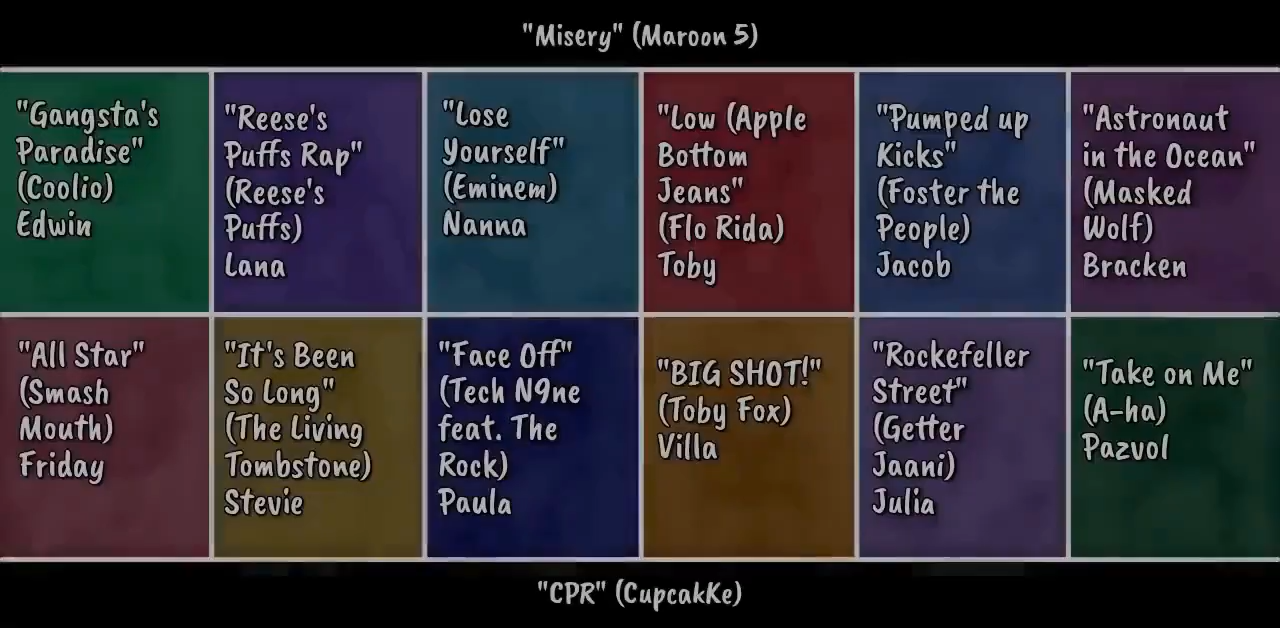 "Misery" (Maroon 5)
"Gangsta's
Paradise"
(Coolio)
Edwin
"Reese's
Puffs Rap"
(Reese's
Puffs)
Lana
"Lose
Yourself"
(Eminem)
Nanna
"Low (Apple
Bottom
Jeans"
(Flo Rida)
Toby
"Pumped up
Kicks"
(Foster the
People)
Jacob
"Astronaut
in the Ocean"
(Masked
Wolf)
Bracken
"All Star"
(Smash
Mouth)
Friday
"It's Been
So Long"
(The Living
Tombstone)
Stevie
"Face Off"
(Tech N9ne
feat. The
Rock)
Paula
"BIG SHOT!"
(Toby Fox)
Villa
"Rockefeller
Street"
(Getter
Jaani)
Julia
"Take on Me"
(A-ha)
Pazvol
"CPR" (CupcakKe)